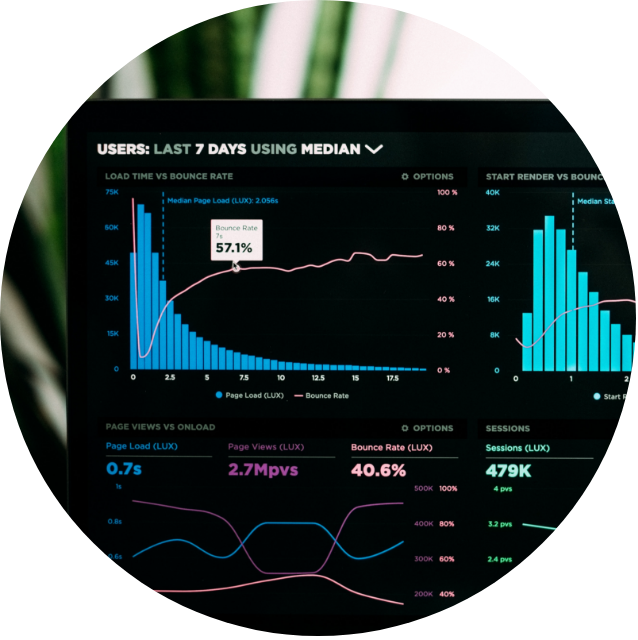 USERS: LAST 7 DAYS USING MEDIAN
LOAD TIME VS BOUNCE RATE
OPTIONS
75K
60K
45K
30K
15K
0
Median Page Load (LUX): 2.056s
Bounce Rate
7s
57.1%
100 %
80 %
60 %
40 %
20 %
0 %
0 2.5 5 7.5 10 12.5 15 17.5
Page Load (LUX) Bounce Rate
START RENDER VS BOUNC
40K
32K
24K
16K
8K
0
Median Sta
0 1 2
Start R
PAGE VIEWS VS ONLOAD
OPTIONS
Page Load (LUX)
0.7s
Page Views (LUX)
2.7Mpvs
Bounce Rate (LUX)
40.6%
1s
0.8s
0.6s
500K 100%
400K 80%
300K 60%
200K 40%
SESSIONS
Sessions (LUX)
479K
4 pvs
3.2 pvs
2.4 pvs